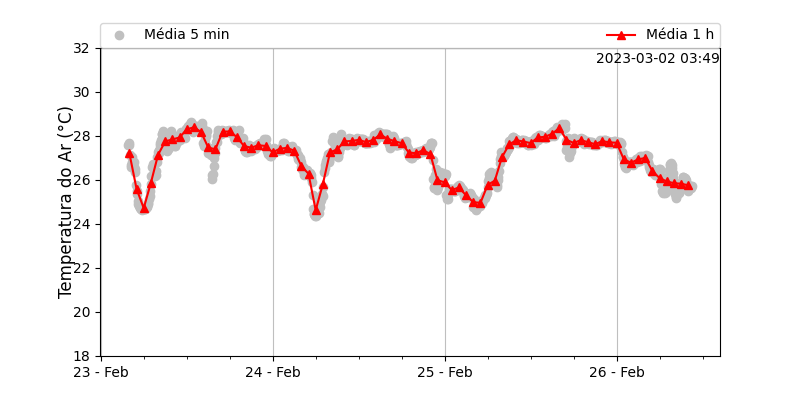 Média 5 min
Média 1 h
2023-03-02 03:49
Temperatura do Ar (°C)
32
30
28
26
24
22
20
18
23 - Feb
24 - Feb
25 - Feb
26 - Feb